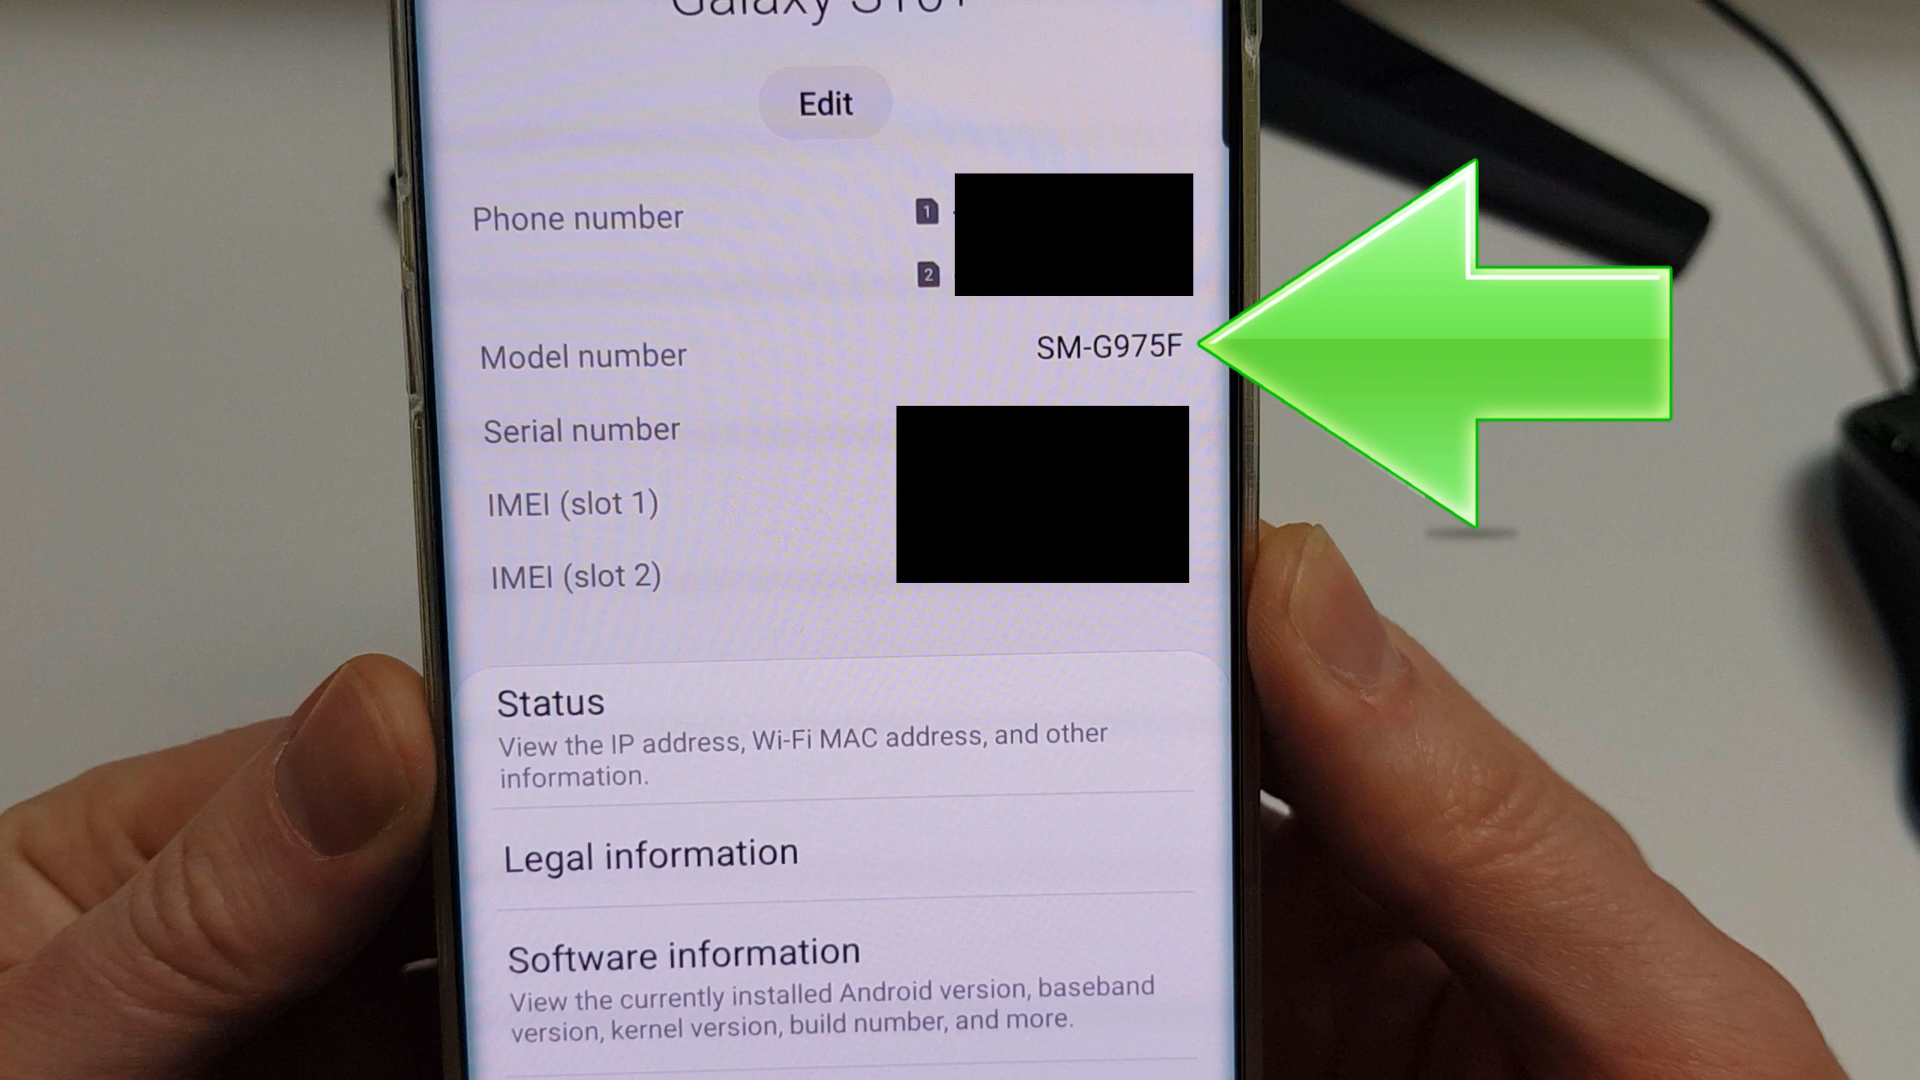 Galaxy S10+
Edit
Phone number
1
2
Model number SM-G975F
Serial number
IMEI (slot 1)
IMEI (slot 2)
Status
View the IP address, Wi-Fi MAC address, and other
information.
Legal information
Software information
View the currently installed Android version, baseband
version, kernel version, build number, and more.